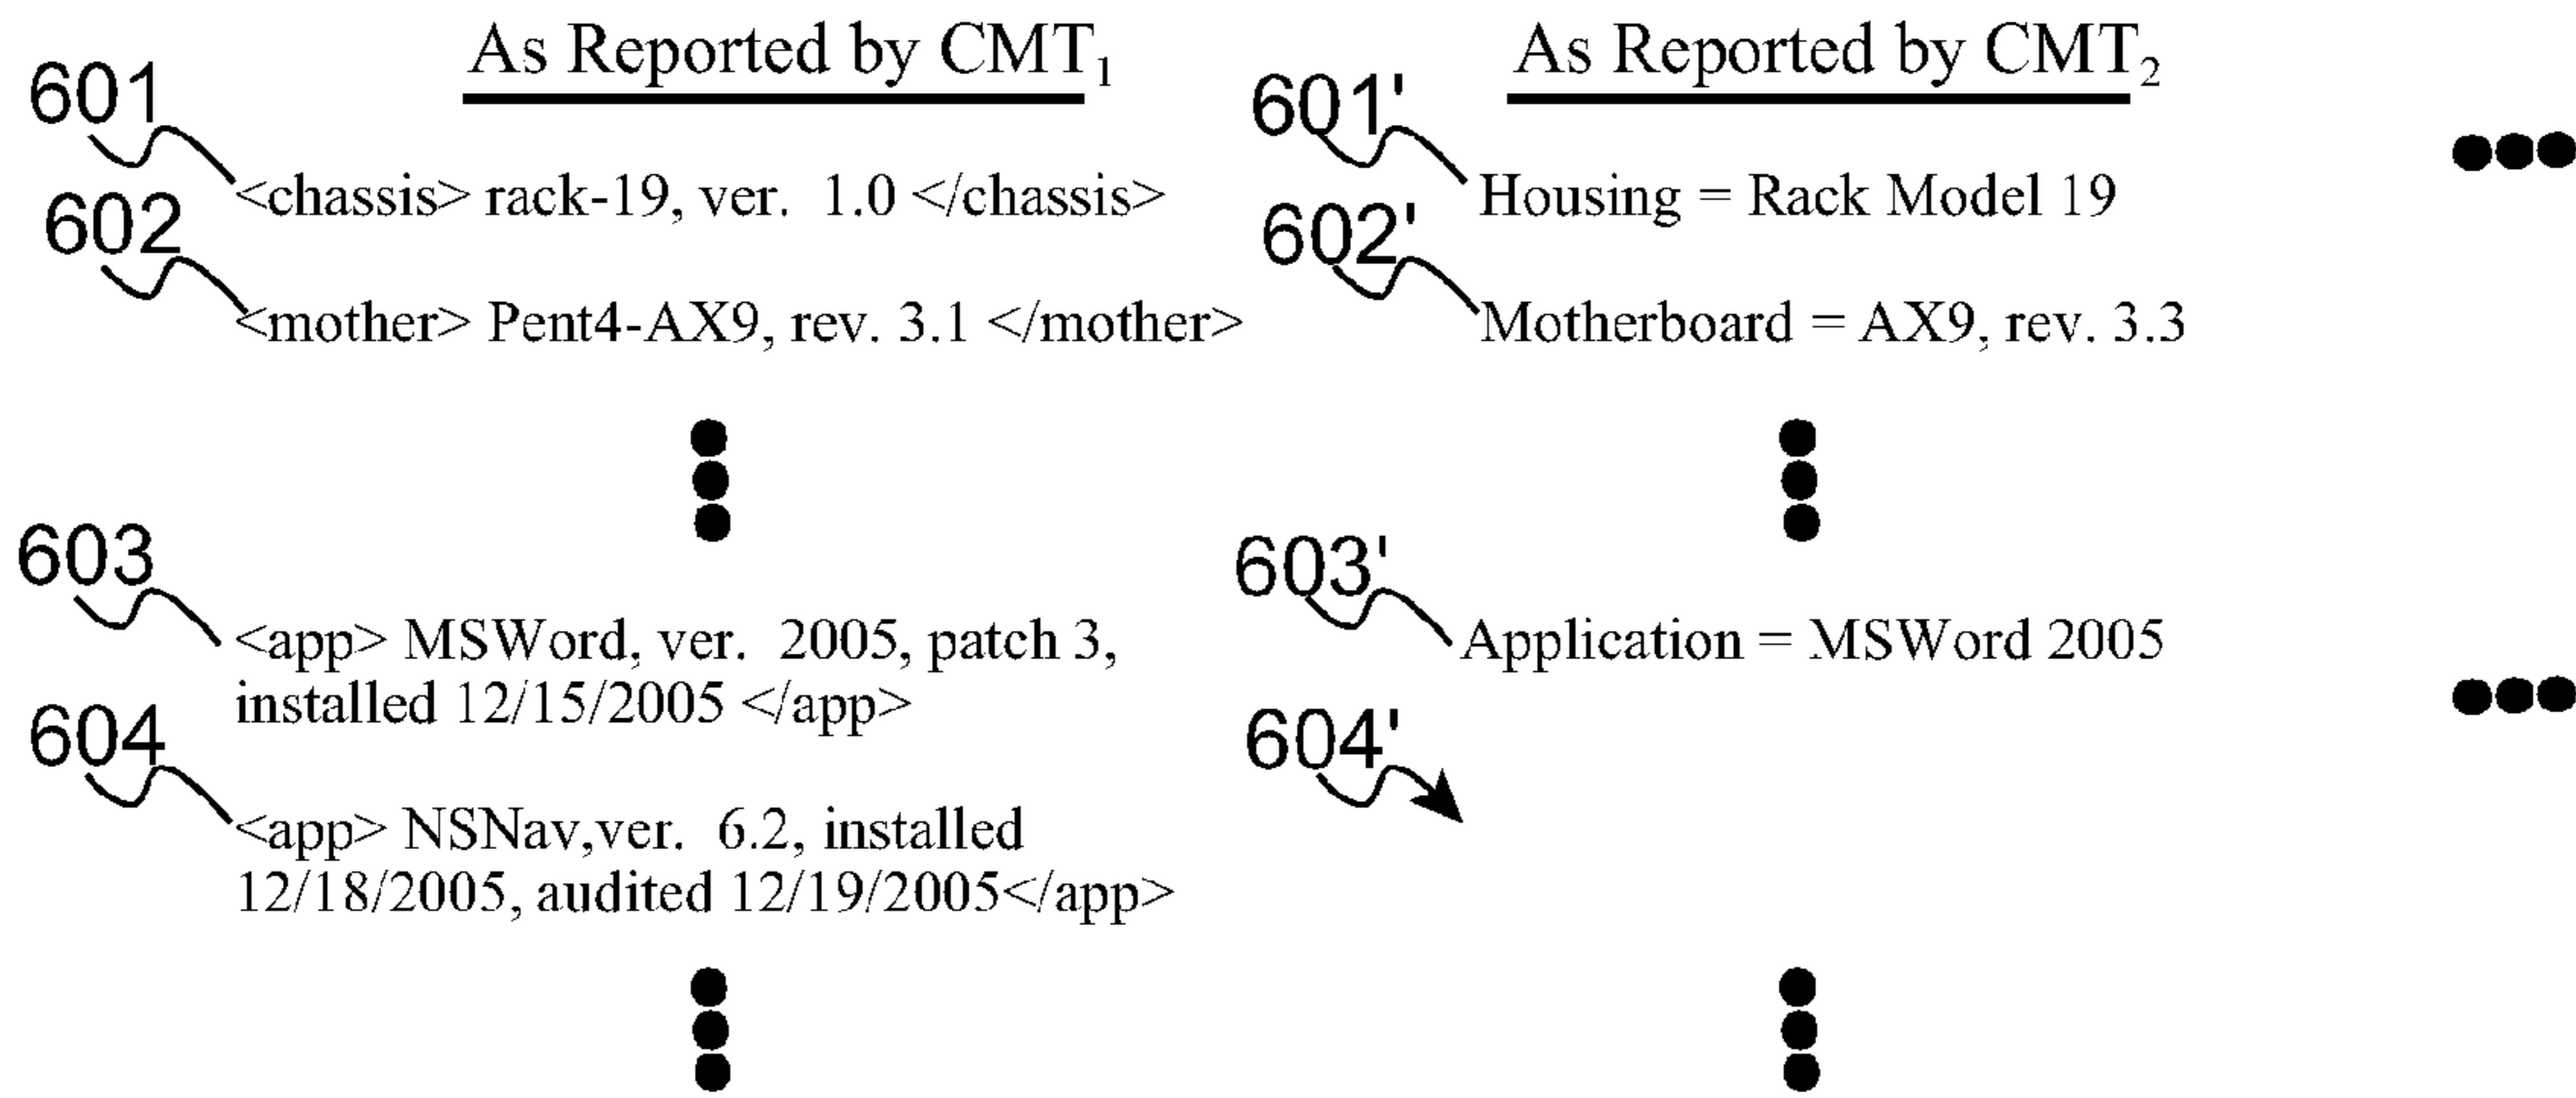 As Reported by CMT₁
601
<chassis> rack-19, ver. 1.0 </chassis>
602
<mother> Pent4-AX9, rev. 3.1 </mother>
603
<app> MSWord, ver. 2005, patch 3,
installed 12/15/2005 </app>
604
<app> NSNav,ver. 6.2, installed
12/18/2005, audited 12/19/2005</app>
As Reported by CMT₂
601'
Housing = Rack Model 19
602'
Motherboard = AX9, rev. 3.3
603'
Application = MSWord 2005
604'